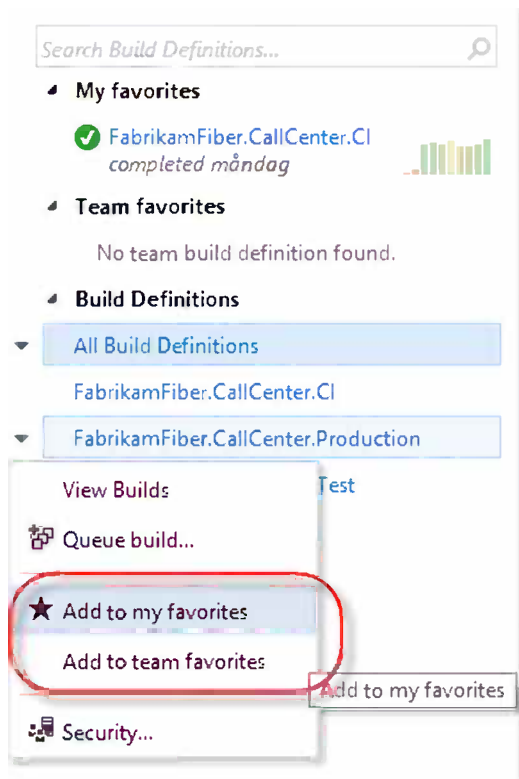 Search Build Definitions...
My favorites
FabrikamFiber.CallCenter.CI
completed måndag
Team favorites
No team build definition found.
Build Definitions
All Build Definitions
FabrikamFiber.CallCenter.CI
FabrikamFiber.CallCenter.Production
Test
View Builds
Queue build...
Add to my favorites
Add to team favorites
Add to my favorites
Security...